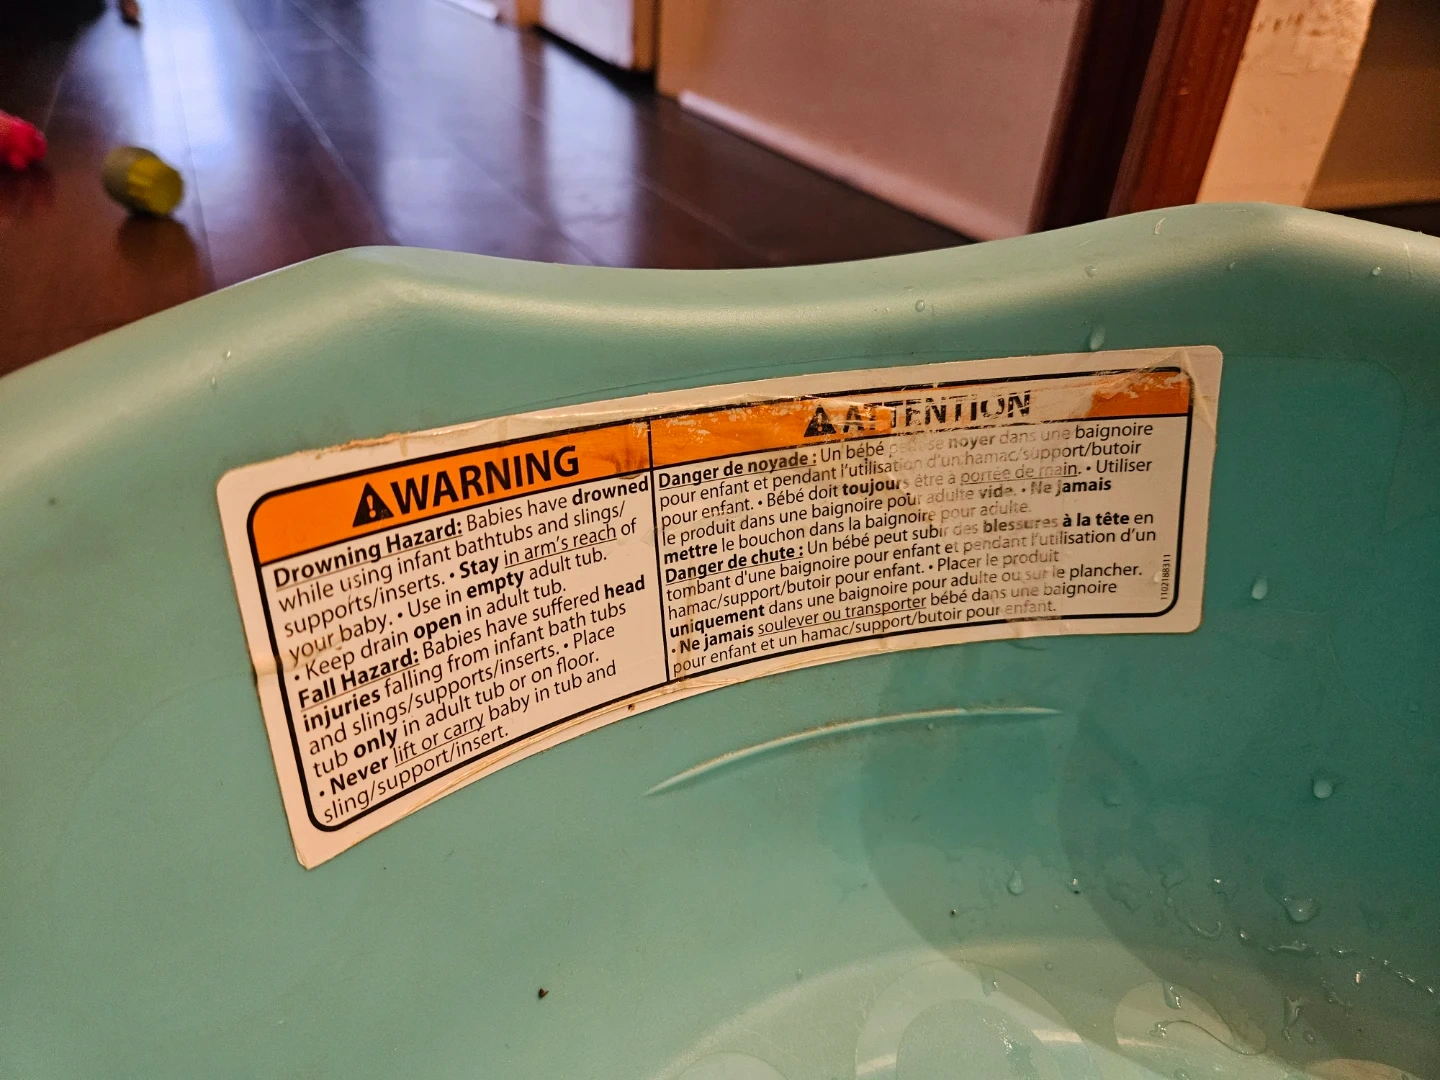 WARNING
Drowning Hazard: Babies have drowned
while using infant bathtubs and slings/
supports/inserts. • Stay in arm's reach of
your baby. • Use in empty adult tub.
• Keep drain open in adult tub.
Fall Hazard: Babies have suffered head
injuries falling from infant bath tubs
and slings/supports/inserts. • Place
tub only in adult tub or on floor.
• Never lift or carry baby in tub and
sling/support/insert.
ATTENTION
Danger de noyade : Un bébé peut se noyer dans une baignoire
pour enfant et pendant l'utilisation d'un hamac/support/butoir
pour enfant. • Bébé doit toujours être à portée de main. • Utiliser
le produit dans une baignoire pour adulte vide. • Ne jamais
mettre le bouchon dans la baignoire pour adulte.
Danger de chute : Un bébé peut subir des blessures à la tête en
tombant d'une baignoire pour enfant et pendant l'utilisation d'un
hamac/support/butoir pour enfant. • Placer le produit
uniquement dans une baignoire pour adulte ou sur le plancher.
• Ne jamais soulever ou transporter bébé dans une baignoire
pour enfant et un hamac/support/butoir pour enfant.